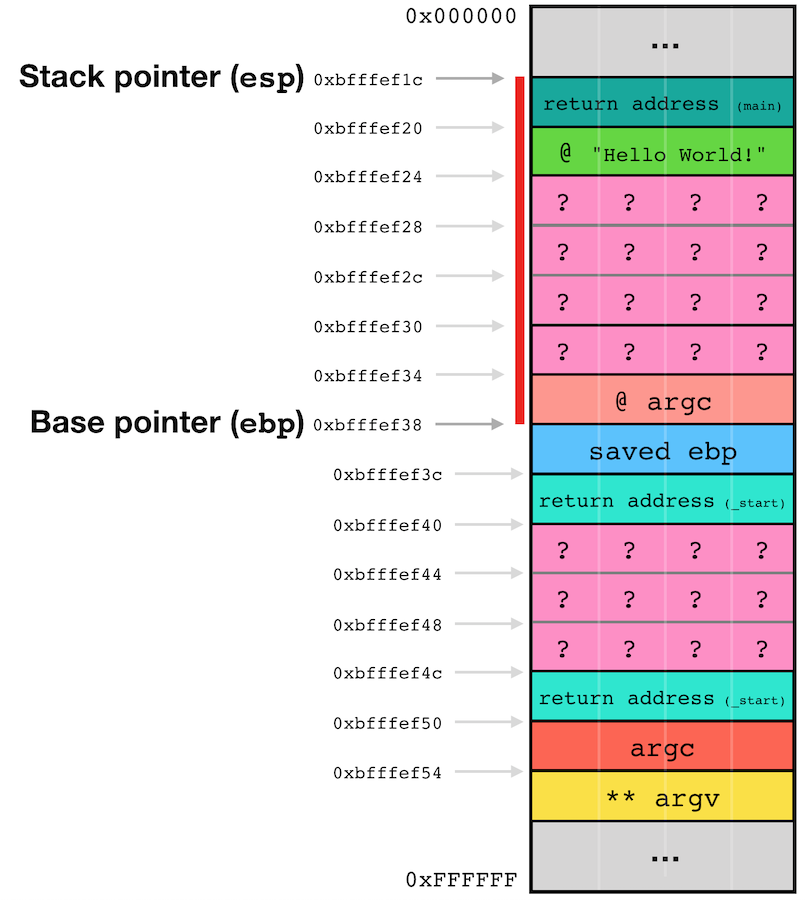 0x000000
...
Stack pointer (esp) 0xbfffef1c
return address (main)
0xbfffef20
@ "Hello World!"
0xbfffef24
? ? ? ?
0xbfffef28
? ? ? ?
0xbfffef2c
? ? ? ?
0xbfffef30
? ? ? ?
0xbfffef34
@ argc
Base pointer (ebp) 0xbfffef38
saved ebp
0xbfffef3c
return address (_start)
0xbfffef40
? ? ? ?
0xbfffef44
? ? ? ?
0xbfffef48
? ? ? ?
0xbfffef4c
return address (_start)
0xbfffef50
argc
0xbfffef54
** argv
...
0xFFFFFF